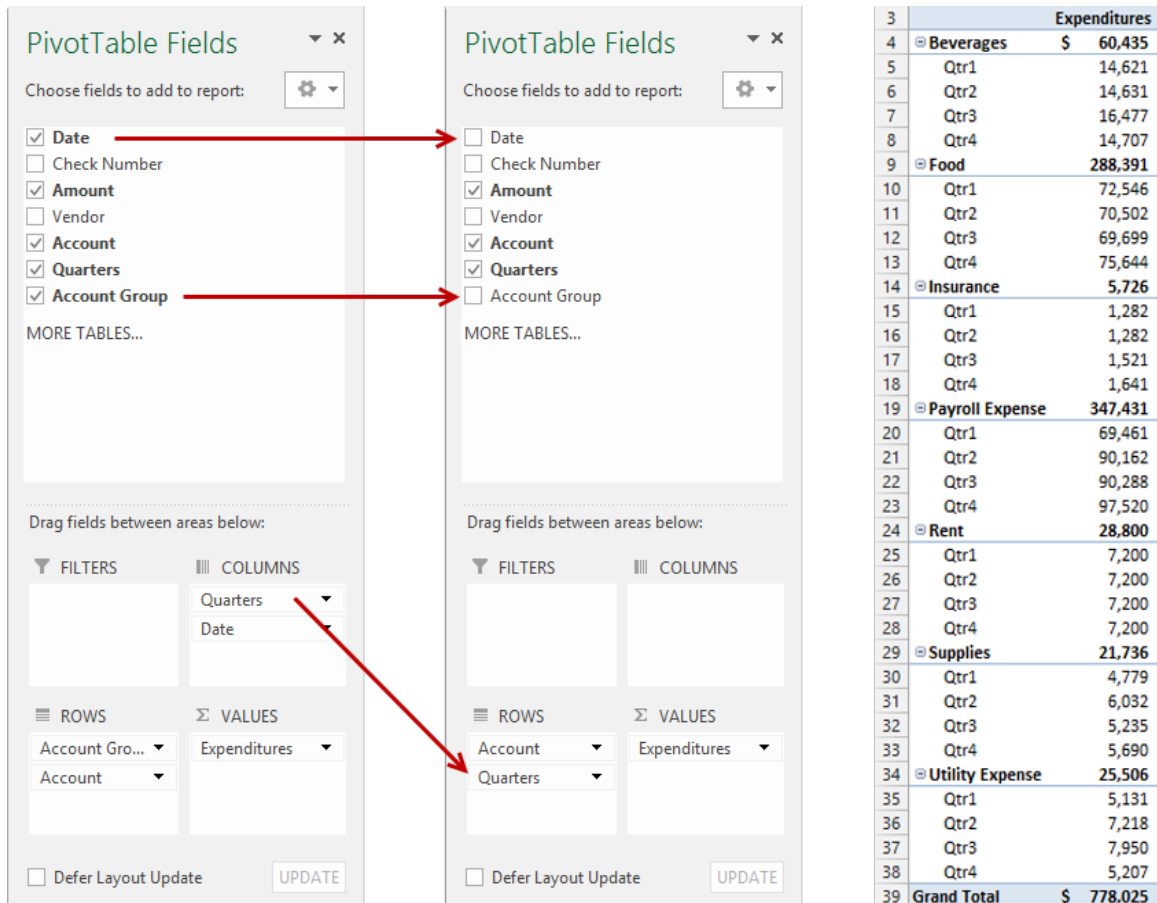 PivotTable Fields
Choose fields to add to report:
Date
Check Number
Amount
Vendor
Account
Quarters
Account Group
MORE TABLES...
Drag fields between areas below:
FILTERS
COLUMNS
Quarters
Date
ROWS
Σ VALUES
Account Gro...
Expenditures
Account
Defer Layout Update
UPDATE
PivotTable Fields
Choose fields to add to report:
Date
Check Number
Amount
Vendor
Account
Quarters
Account Group
MORE TABLES...
Drag fields between areas below:
FILTERS
COLUMNS
ROWS
Σ VALUES
Account
Expenditures
Quarters
Defer Layout Update
UPDATE
3 Expenditures
4 Beverages $ 60,435
5 Qtr1 14,621
6 Qtr2 14,631
7 Qtr3 16,477
8 Qtr4 14,707
9 Food 288,391
10 Qtr1 72,546
11 Qtr2 70,502
12 Qtr3 69,699
13 Qtr4 75,644
14 Insurance 5,726
15 Qtr1 1,282
16 Qtr2 1,282
17 Qtr3 1,521
18 Qtr4 1,641
19 Payroll Expense 347,431
20 Qtr1 69,461
21 Qtr2 90,162
22 Qtr3 90,288
23 Qtr4 97,520
24 Rent 28,800
25 Qtr1 7,200
26 Qtr2 7,200
27 Qtr3 7,200
28 Qtr4 7,200
29 Supplies 21,736
30 Qtr1 4,779
31 Qtr2 6,032
32 Qtr3 5,235
33 Qtr4 5,690
34 Utility Expense 25,506
35 Qtr1 5,131
36 Qtr2 7,218
37 Qtr3 7,950
38 Qtr4 5,207
39 Grand Total $ 778,025